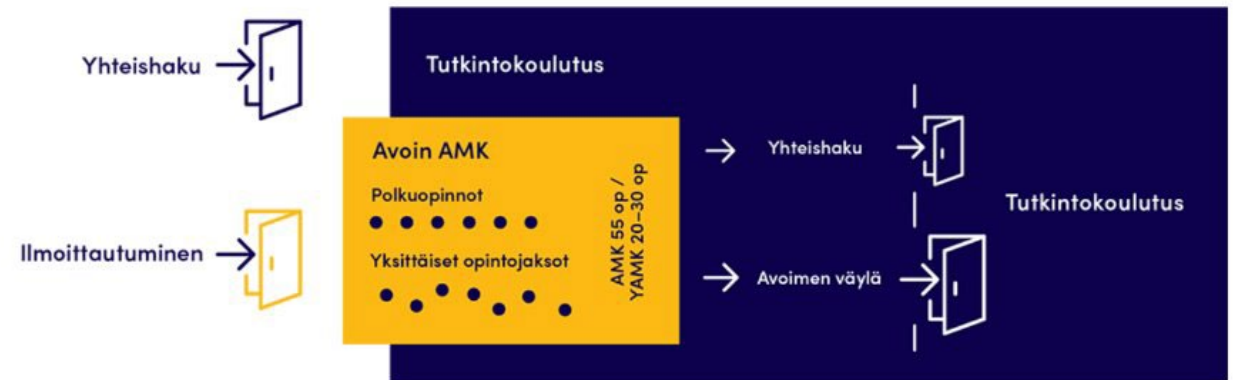 Yhteishaku
Tutkintokoulutus
Avoin AMK
Polkuopinnot
Yksittäiset opintojaksot
AMK 55 op /
YAMK 20–30 op
Ilmoittautuminen
Yhteishaku
Avoimen väylä
Tutkintokoulutus